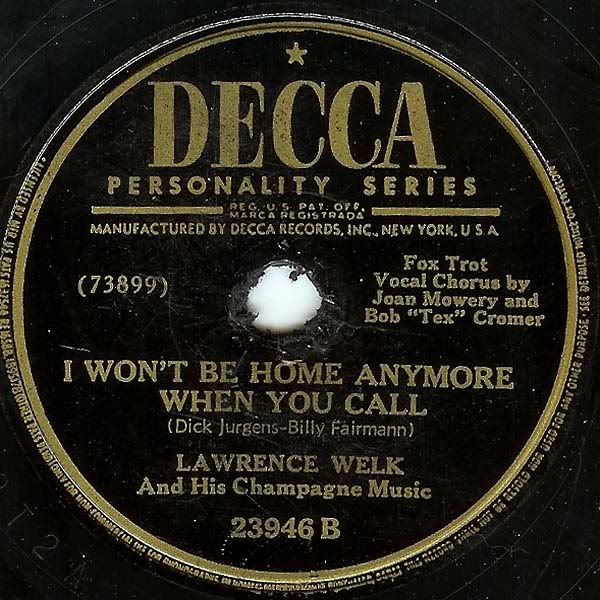 DECCA
PERSONALITY SERIES
REG. U.S. PAT. OFF.
MARCA REGISTRADA
MANUFACTURED BY DECCA RECORDS, INC., NEW YORK, U S A
(73899)
Fox Trot
Vocal Chorus by
Joan Mowery and
Bob "Tex" Cromer
I WON'T BE HOME ANYMORE
WHEN YOU CALL
(Dick Jurgens-Billy Fairmann)
LAWRENCE WELK
And His Champagne Music
23946 B